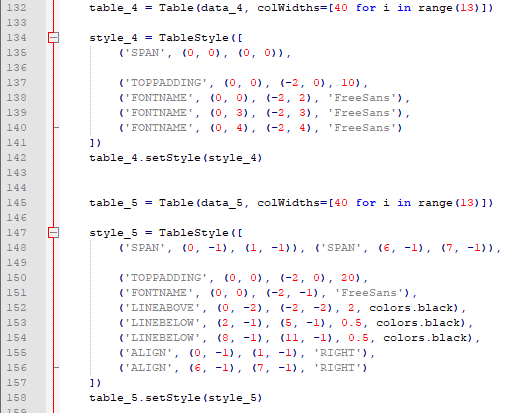 132 table_4 = Table(data_4, colWidths=[40 for i in range(13)])
133
134 style_4 = TableStyle([
135 ('SPAN', (0, 0), (0, 0)),
136
137 ('TOPPADDING', (0, 0), (-2, 0), 10),
138 ('FONTNAME', (0, 0), (-2, 2), 'FreeSans'),
139 ('FONTNAME', (0, 3), (-2, 3), 'FreeSans'),
140 ('FONTNAME', (0, 4), (-2, 4), 'FreeSans')
141 ])
142 table_4.setStyle(style_4)
143
144
145 table_5 = Table(data_5, colWidths=[40 for i in range(13)])
146
147 style_5 = TableStyle([
148 ('SPAN', (0, -1), (1, -1)), ('SPAN', (6, -1), (7, -1)),
149
150 ('TOPPADDING', (0, 0), (-2, 0), 20),
151 ('FONTNAME', (0, 0), (-2, -1), 'FreeSans'),
152 ('LINEABOVE', (0, -2), (-2, -2), 2, colors.black),
153 ('LINEBELOW', (2, -1), (5, -1), 0.5, colors.black),
154 ('LINEBELOW', (8, -1), (11, -1), 0.5, colors.black),
155 ('ALIGN', (0, -1), (1, -1), 'RIGHT'),
156 ('ALIGN', (6, -1), (7, -1), 'RIGHT')
157 ])
158 table_5.setStyle(style_5)
159